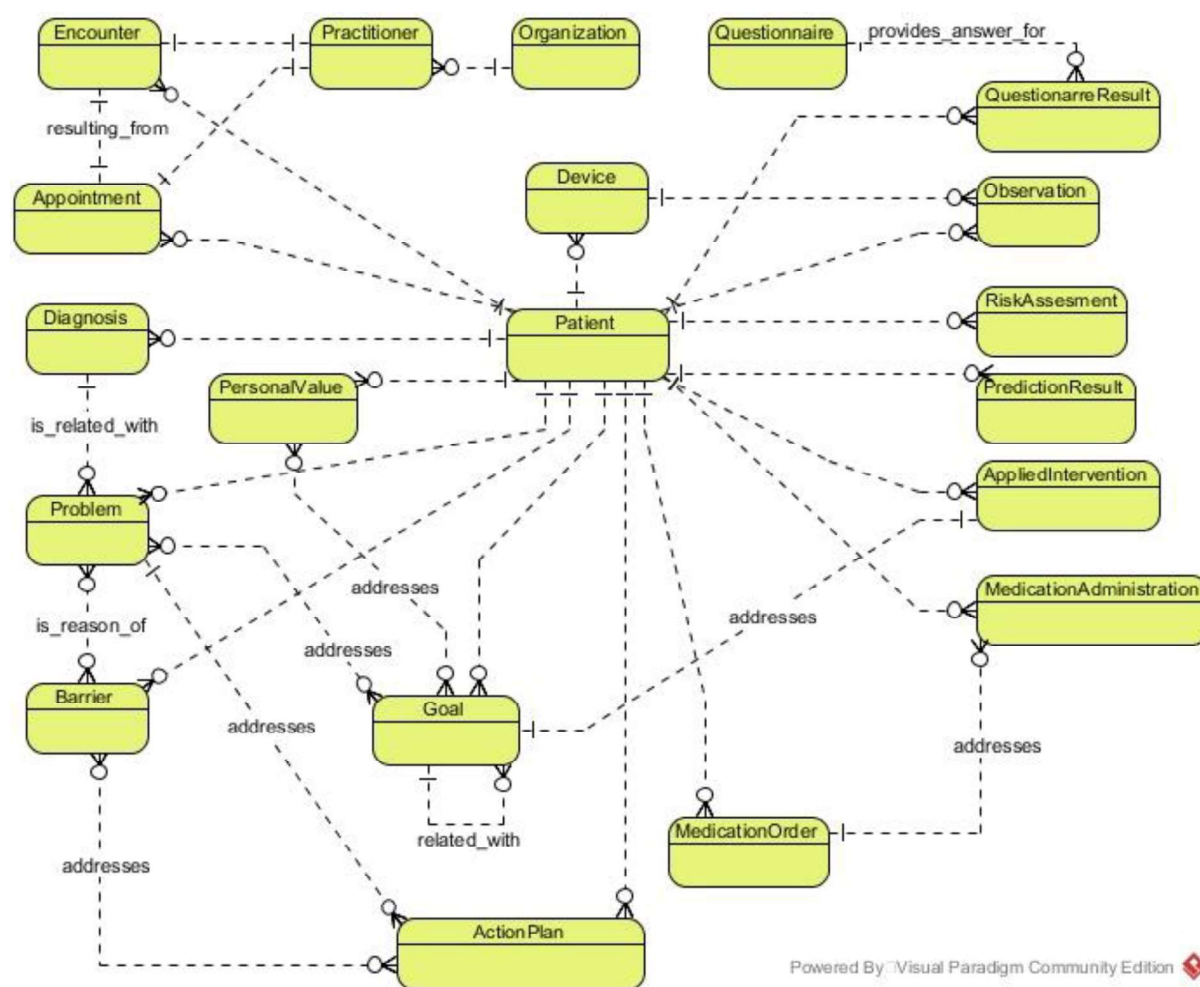 Encounter
Practitioner
Organization
Questionnaire
provides_answer_for
QuestionarreResult
resulting_from
Device
Observation
Appointment
Diagnosis
Patient
RiskAssesment
PersonalValue
PredictionResult
is_related_with
Problem
AppliedIntervention
addresses
MedicationAdministration
is_reason_of
addresses
addresses
Barrier
Goal
addresses
addresses
related_with
MedicationOrder
addresses
ActionPlan
Powered By Visual Paradigm Community Edition